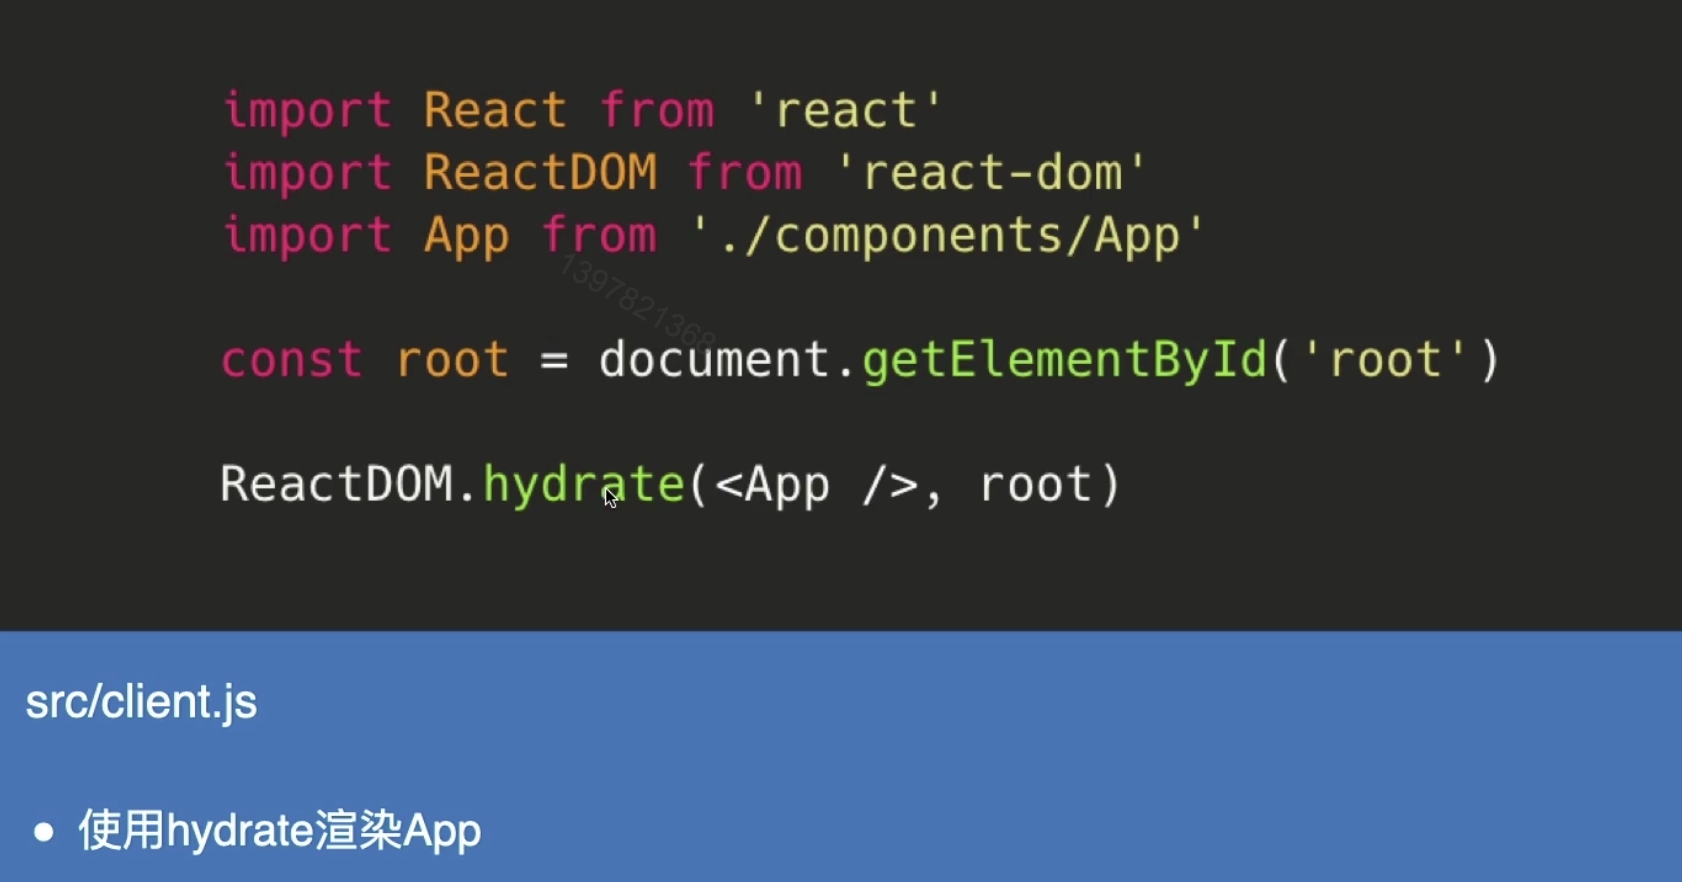 import React from 'react'
import ReactDOM from 'react-dom'
import App from './components/App'
1397821368
const root = document.getElementById('root')
ReactDOM.hydrate(<App />, root)
src/client.js
● 使用hydrate渲染App